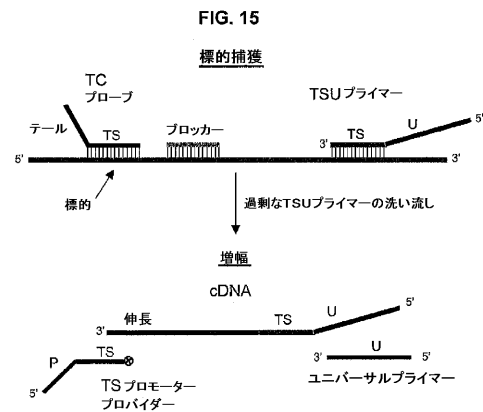 FIG. 15
標的捕獲
TC
プローブ
TSUプライマー
テール
TS
ブロッカー
3'
TS
U
5'
5'
3'
標的
過剰なTSUプライマーの洗い流し
増幅
cDNA
5'
U
3'
伸長
TS
P
TS
3'
U
5'
5'
TSプロモーター
プロバイダー
ユニバーサルプライマー